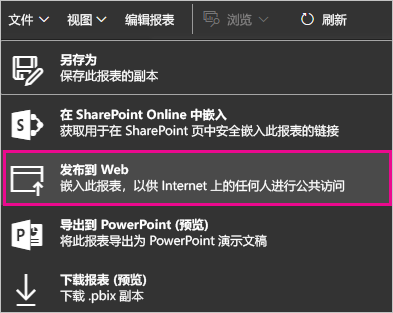 文件 视图 编辑报表 浏览 刷新
另存为
保存此报表的副本
在 SharePoint Online 中嵌入
获取用于在 SharePoint 页中安全嵌入此报表的链接
发布到 Web
嵌入此报表，以供 Internet 上的任何人进行公共访问
导出到 PowerPoint (预览)
将此报表导出为 PowerPoint 演示文稿
下载报表 (预览)
下载 .pbix 副本